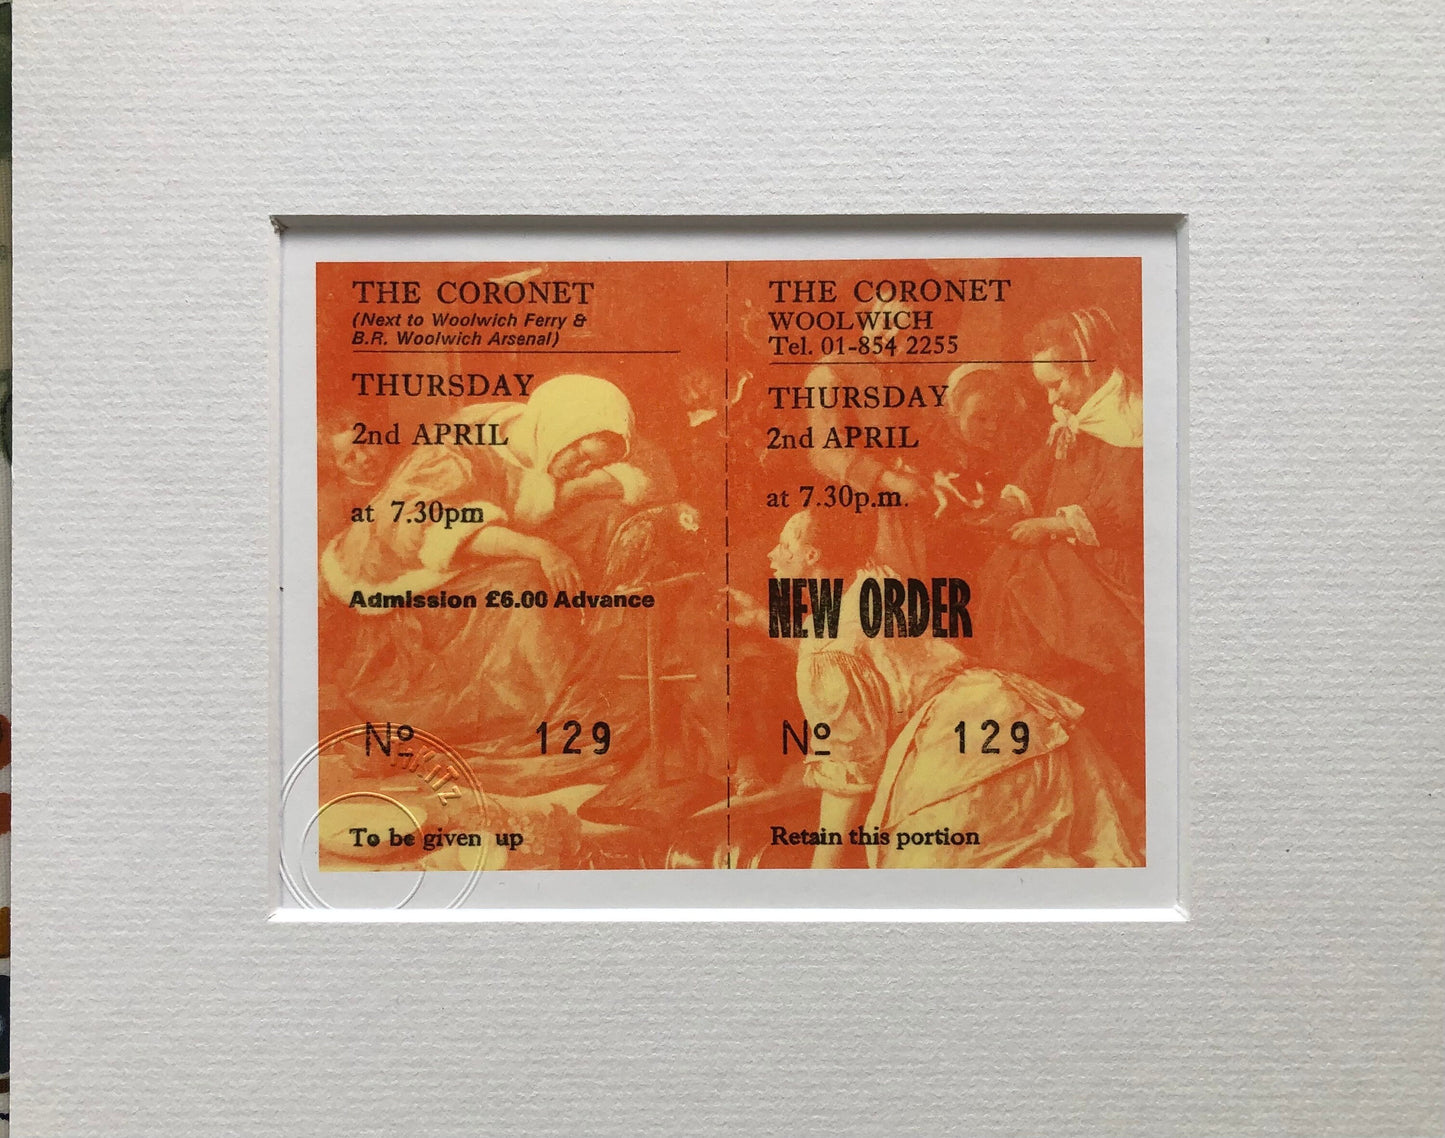 THE CORONET
(Next to Woolwich Ferry &
B.R. Woolwich Arsenal)
THURSDAY
2nd APRIL
at 7.30pm
Admission £6.00 Advance
Nº 129
To be given up
THE CORONET
WOOLWICH
Tel. 01-854 2255
THURSDAY
2nd APRIL
at 7.30p.m.
NEW ORDER
Nº 129
Retain this portion